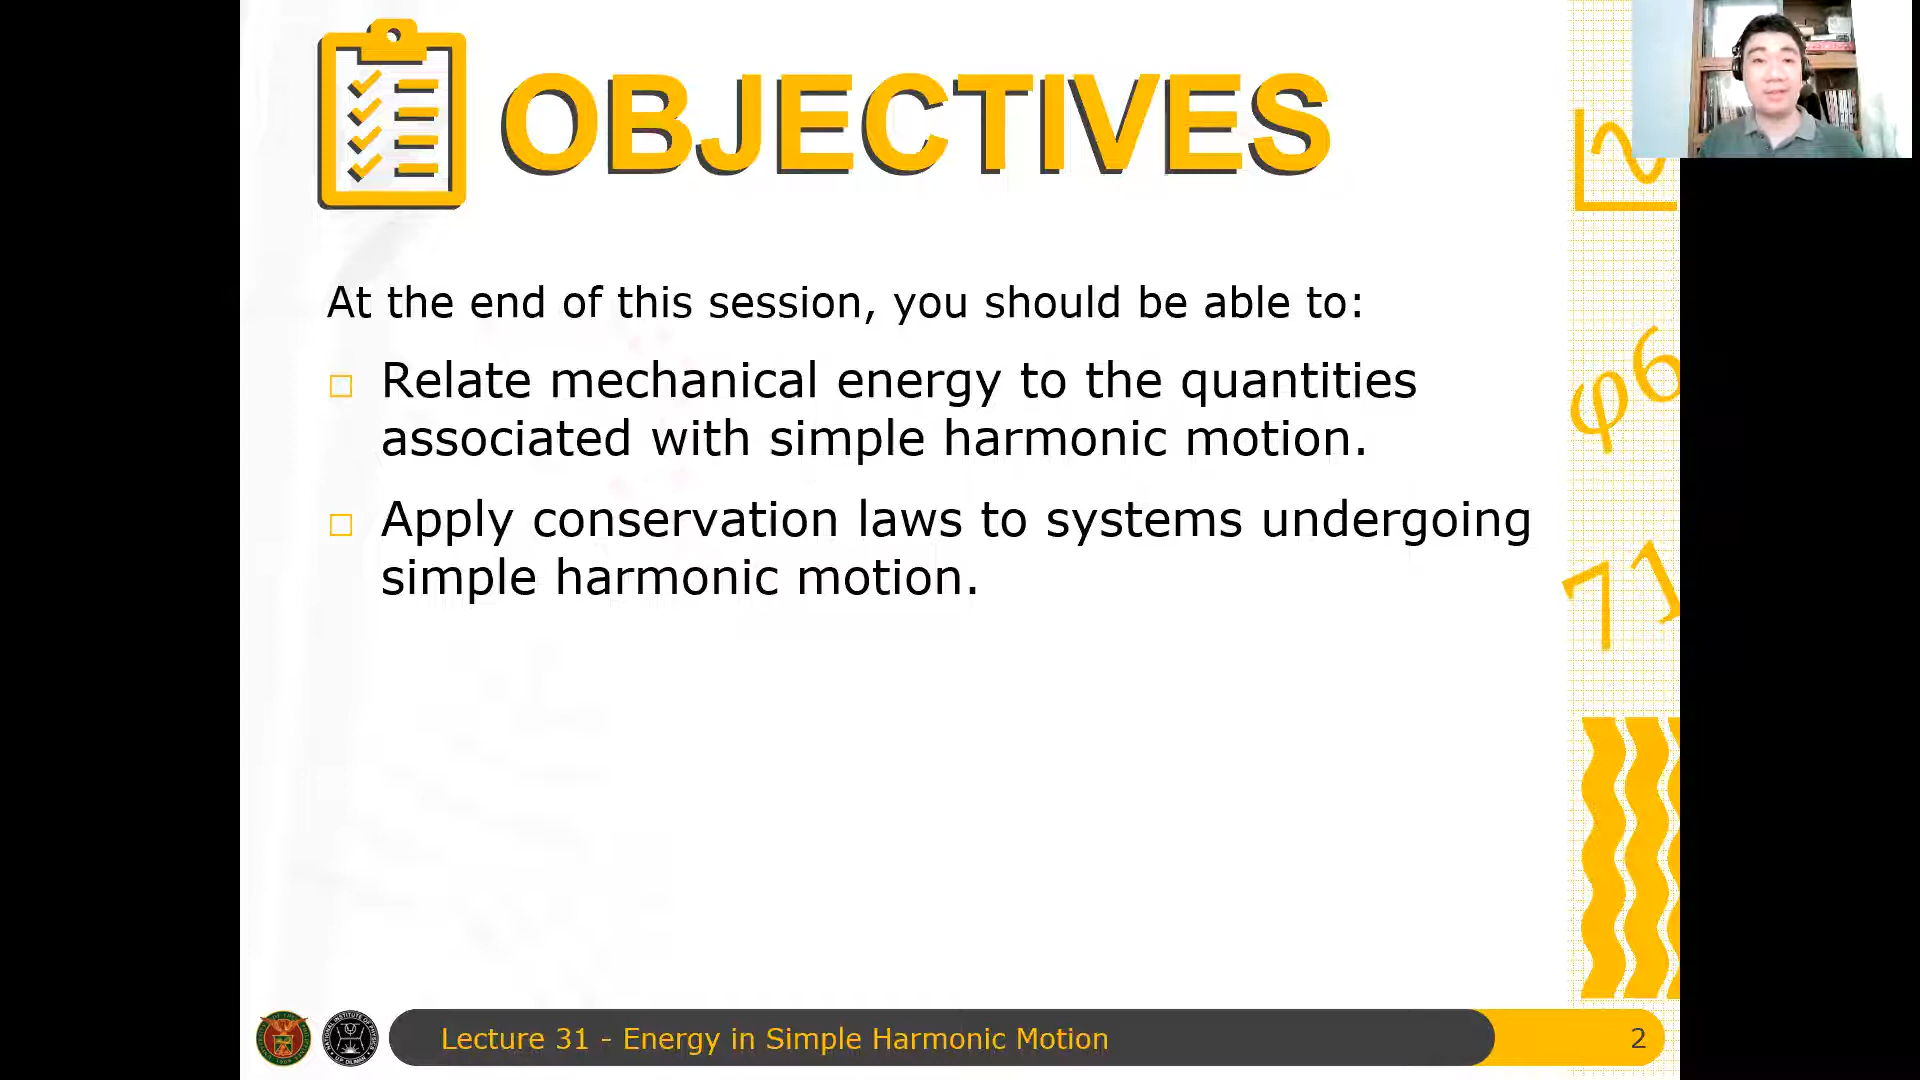 OBJECTIVES
At the end of this session, you should be able to:
□ Relate mechanical energy to the quantities
associated with simple harmonic motion.
□ Apply conservation laws to systems undergoing
simple harmonic motion.
φ6
71
Lecture 31 - Energy in Simple Harmonic Motion
2